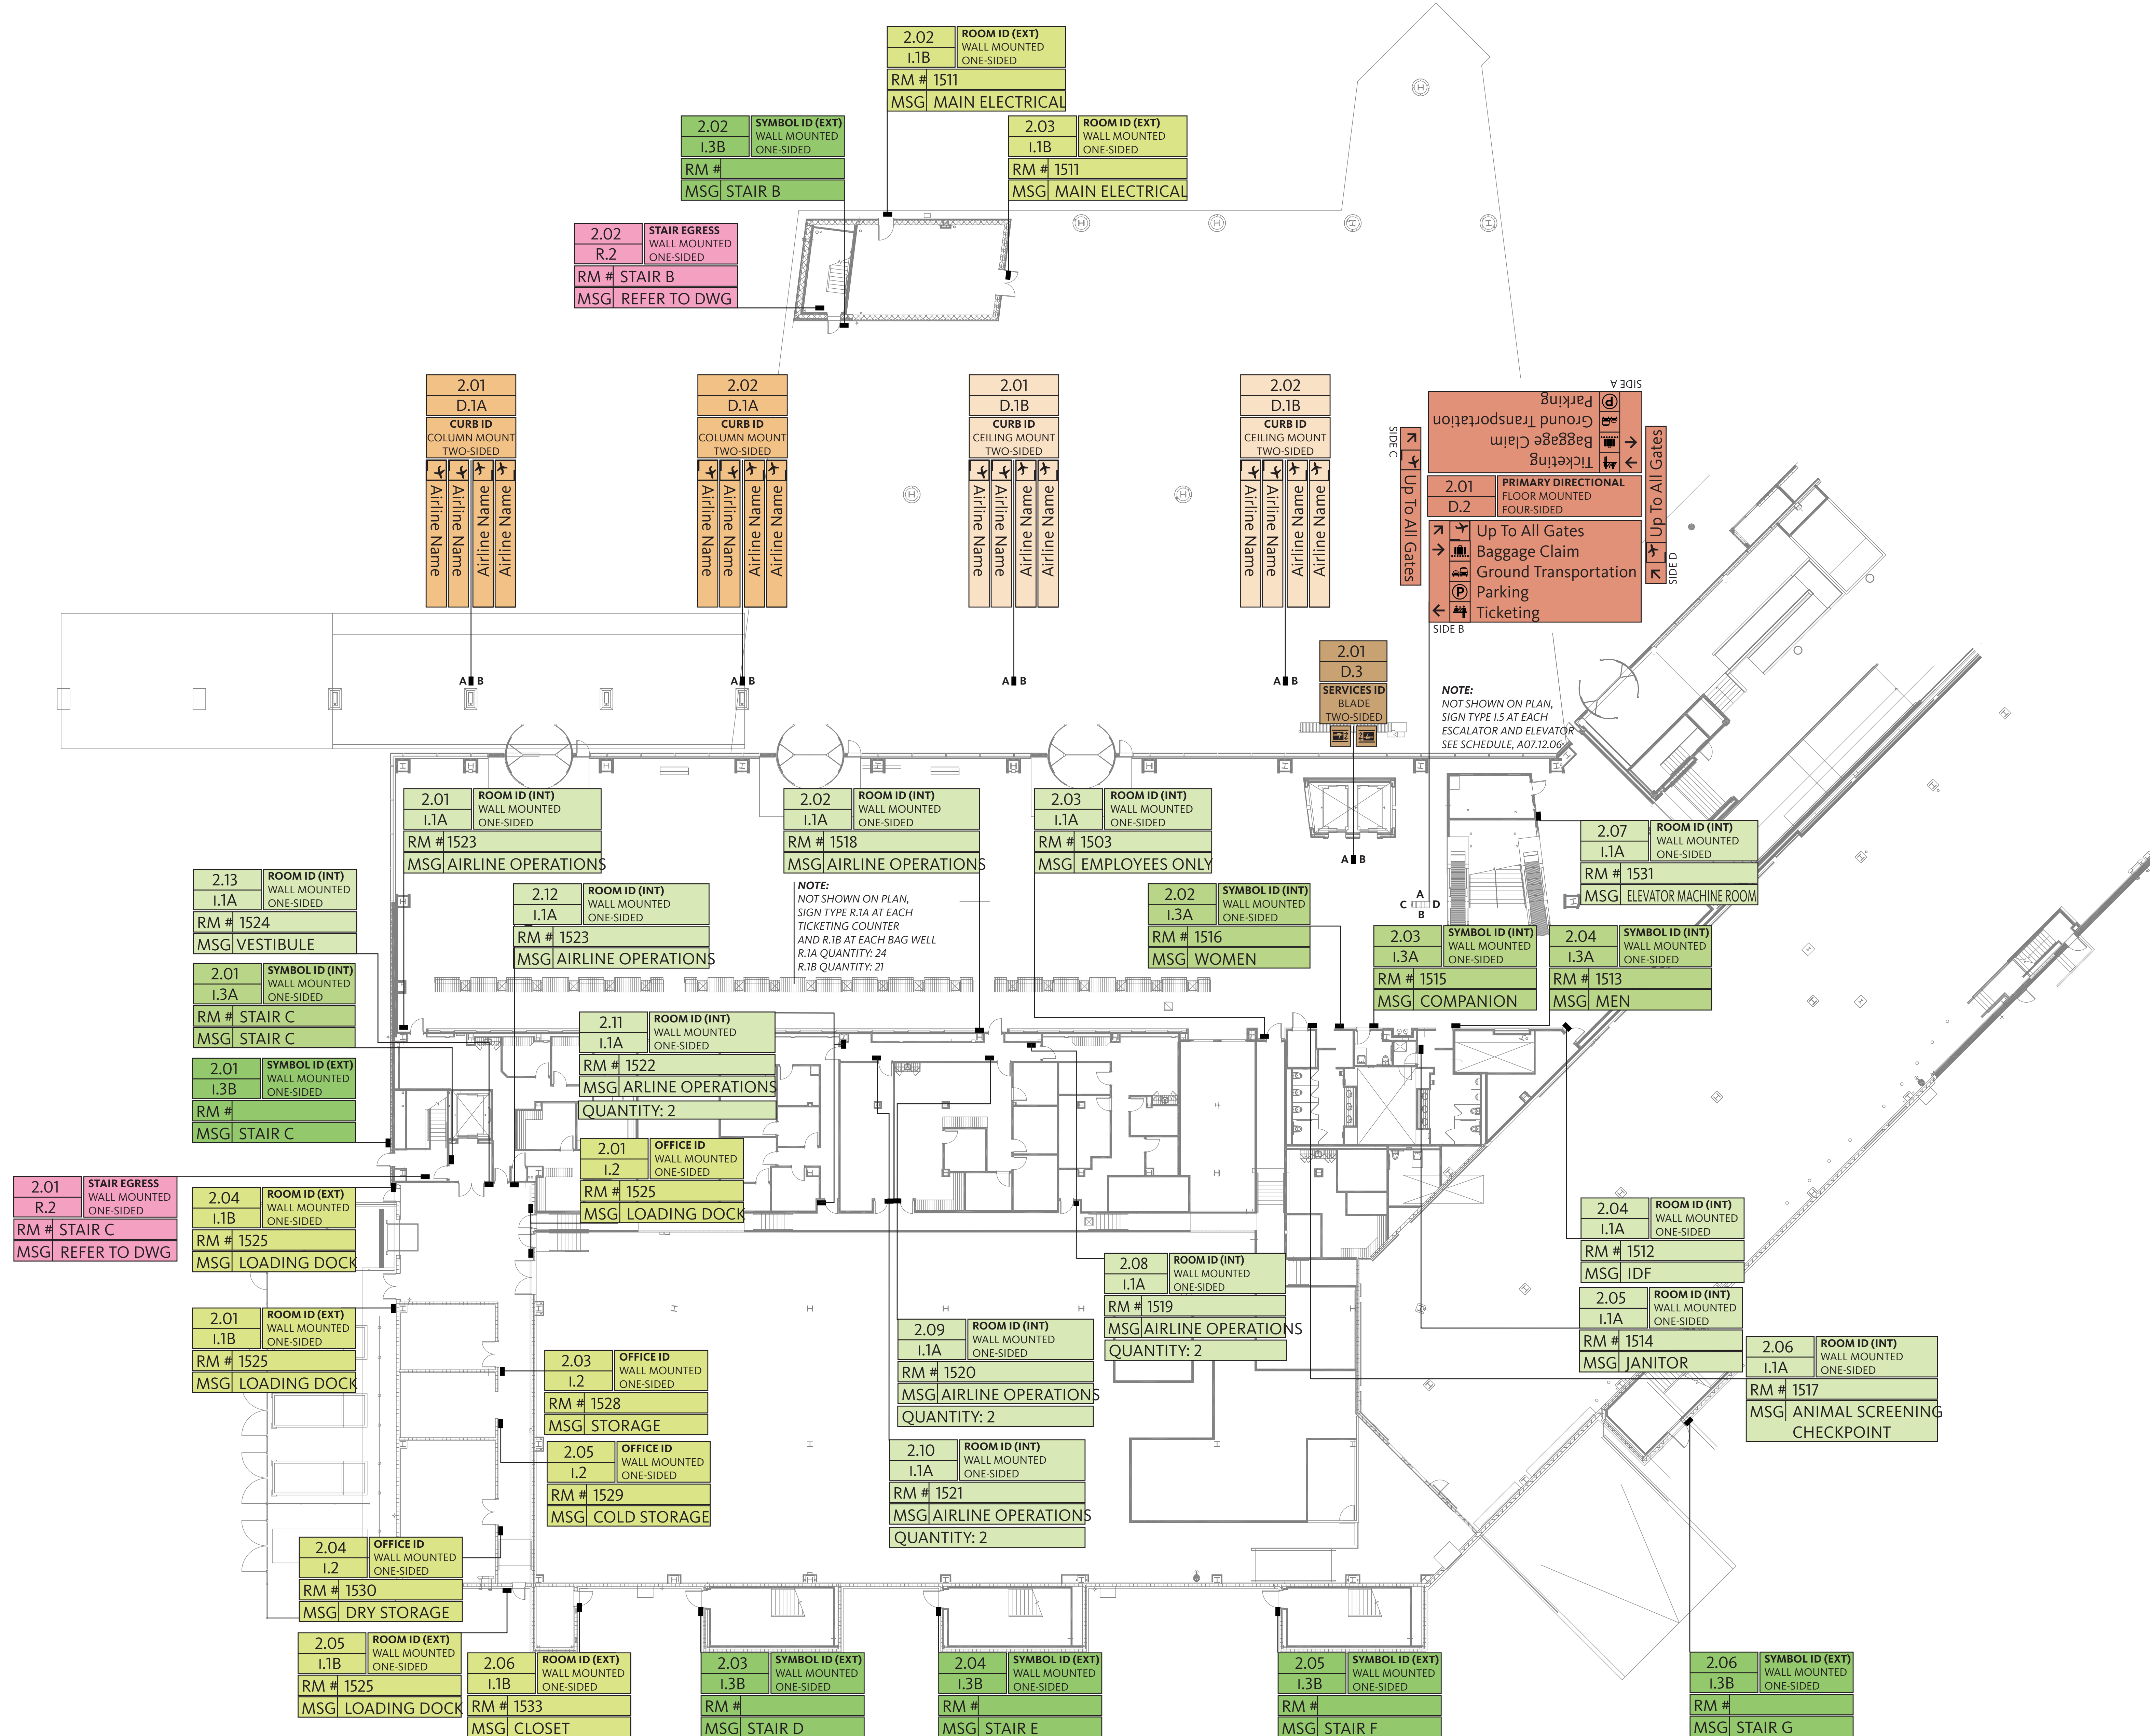 2.02 ROOM ID (EXT)
WALL MOUNTED
I.1B ONE-SIDED
RM # 1511
MSG MAIN ELECTRICAL
2.02 SYMBOL ID (EXT)
WALL MOUNTED
I.3B ONE-SIDED
RM #
MSG STAIR B
2.03 ROOM ID (EXT)
WALL MOUNTED
I.1B ONE-SIDED
RM # 1511
MSG MAIN ELECTRICAL
2.02 STAIR EGRESS
WALL MOUNTED
R.2 ONE-SIDED
RM # STAIR B
MSG REFER TO DWG
2.01
D.1A
CURB ID
COLUMN MOUNT
TWO-SIDED
Airline Name
Airline Name
Airline Name
Airline Name
A B
2.02
D.1A
CURB ID
COLUMN MOUNT
TWO-SIDED
Airline Name
Airline Name
Airline Name
Airline Name
A B
2.01
D.1B
CURB ID
CEILING MOUNT
TWO-SIDED
Airline Name
Airline Name
Airline Name
Airline Name
A B
2.02
D.1B
CURB ID
CEILING MOUNT
TWO-SIDED
Airline Name
Airline Name
Airline Name
Airline Name
A B
SIDE A
Ticketing
Baggage Claim
Ground Transportation
P Parking
SIDE C
Up To All Gates
2.01 PRIMARY DIRECTIONAL
FLOOR MOUNTED
D.2 FOUR-SIDED
Up To All Gates
SIDE D
Up To All Gates
Baggage Claim
Ground Transportation
P Parking
Ticketing
SIDE B
2.01
D.3
SERVICES ID
BLADE
TWO-SIDED
A B
NOTE:
NOT SHOWN ON PLAN,
SIGN TYPE I.5 AT EACH
ESCALATOR AND ELEVATOR
SEE SCHEDULE, A07.12.06
2.01 ROOM ID (INT)
WALL MOUNTED
I.1A ONE-SIDED
RM # 1523
MSG AIRLINE OPERATIONS
2.02 ROOM ID (INT)
WALL MOUNTED
I.1A ONE-SIDED
RM # 1518
MSG AIRLINE OPERATIONS
2.03 ROOM ID (INT)
WALL MOUNTED
I.1A ONE-SIDED
RM # 1503
MSG EMPLOYEES ONLY
2.07 ROOM ID (INT)
WALL MOUNTED
I.1A ONE-SIDED
RM # 1531
MSG ELEVATOR MACHINE ROOM
2.13 ROOM ID (INT)
WALL MOUNTED
I.1A ONE-SIDED
RM # 1524
MSG VESTIBULE
2.12 ROOM ID (INT)
WALL MOUNTED
I.1A ONE-SIDED
RM # 1523
MSG AIRLINE OPERATIONS
NOTE:
NOT SHOWN ON PLAN,
SIGN TYPE R.1A AT EACH
TICKETING COUNTER
AND R.1B AT EACH BAG WELL
R.1A QUANTITY: 24
R.1B QUANTITY: 21
2.02 SYMBOL ID (INT)
WALL MOUNTED
I.3A ONE-SIDED
RM # 1516
MSG WOMEN
A
C D
B
2.03 SYMBOL ID (INT)
WALL MOUNTED
I.3A ONE-SIDED
RM # 1515
MSG COMPANION
2.04 SYMBOL ID (INT)
WALL MOUNTED
I.3A ONE-SIDED
RM # 1513
MSG MEN
2.01 SYMBOL ID (INT)
WALL MOUNTED
I.3A ONE-SIDED
RM # STAIR C
MSG STAIR C
2.11 ROOM ID (INT)
WALL MOUNTED
I.1A ONE-SIDED
RM # 1522
MSG ARLINE OPERATIONS
QUANTITY: 2
2.01 SYMBOL ID (EXT)
WALL MOUNTED
I.3B ONE-SIDED
RM #
MSG STAIR C
2.01 OFFICE ID
WALL MOUNTED
I.2 ONE-SIDED
RM # 1525
MSG LOADING DOCK
2.01 STAIR EGRESS
WALL MOUNTED
R.2 ONE-SIDED
RM # STAIR C
MSG REFER TO DWG
2.04 ROOM ID (EXT)
WALL MOUNTED
I.1B ONE-SIDED
RM # 1525
MSG LOADING DOCK
2.04 ROOM ID (INT)
WALL MOUNTED
I.1A ONE-SIDED
RM # 1512
MSG IDF
2.08 ROOM ID (INT)
WALL MOUNTED
I.1A ONE-SIDED
RM # 1519
MSG AIRLINE OPERATIONS
QUANTITY: 2
2.05 ROOM ID (INT)
WALL MOUNTED
I.1A ONE-SIDED
RM # 1514
MSG JANITOR
2.01 ROOM ID (EXT)
WALL MOUNTED
I.1B ONE-SIDED
RM # 1525
MSG LOADING DOCK
2.09 ROOM ID (INT)
WALL MOUNTED
I.1A ONE-SIDED
RM # 1520
MSG AIRLINE OPERATIONS
QUANTITY: 2
2.06 ROOM ID (INT)
WALL MOUNTED
I.1A ONE-SIDED
RM # 1517
MSG ANIMAL SCREENING
CHECKPOINT
2.03 OFFICE ID
WALL MOUNTED
I.2 ONE-SIDED
RM # 1528
MSG STORAGE
2.05 OFFICE ID
WALL MOUNTED
I.2 ONE-SIDED
RM # 1529
MSG COLD STORAGE
2.10 ROOM ID (INT)
WALL MOUNTED
I.1A ONE-SIDED
RM # 1521
MSG AIRLINE OPERATIONS
QUANTITY: 2
2.04 OFFICE ID
WALL MOUNTED
I.2 ONE-SIDED
RM # 1530
MSG DRY STORAGE
2.05 ROOM ID (EXT)
WALL MOUNTED
I.1B ONE-SIDED
RM # 1525
MSG LOADING DOCK
2.06 ROOM ID (EXT)
WALL MOUNTED
I.1B ONE-SIDED
RM # 1533
MSG CLOSET
2.03 SYMBOL ID (EXT)
WALL MOUNTED
I.3B ONE-SIDED
RM #
MSG STAIR D
2.04 SYMBOL ID (EXT)
WALL MOUNTED
I.3B ONE-SIDED
RM #
MSG STAIR E
2.05 SYMBOL ID (EXT)
WALL MOUNTED
I.3B ONE-SIDED
RM #
MSG STAIR F
2.06 SYMBOL ID (EXT)
WALL MOUNTED
I.3B ONE-SIDED
RM #
MSG STAIR G